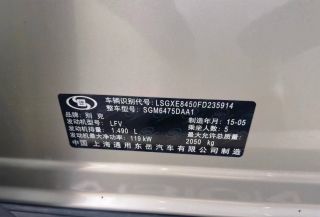 车辆识别代号: LSGXE8450FD235914
整车型号: SGM6475DAA1
品牌: 别克 制造年月: 15-05
发动机型号: LFV 乘坐人数: 5
发动机排量: 1.490 L 最大允许总质量:
发动机最大净功率: 119 kW 2050 kg
中国 上海通用东岳汽车有限公司制造